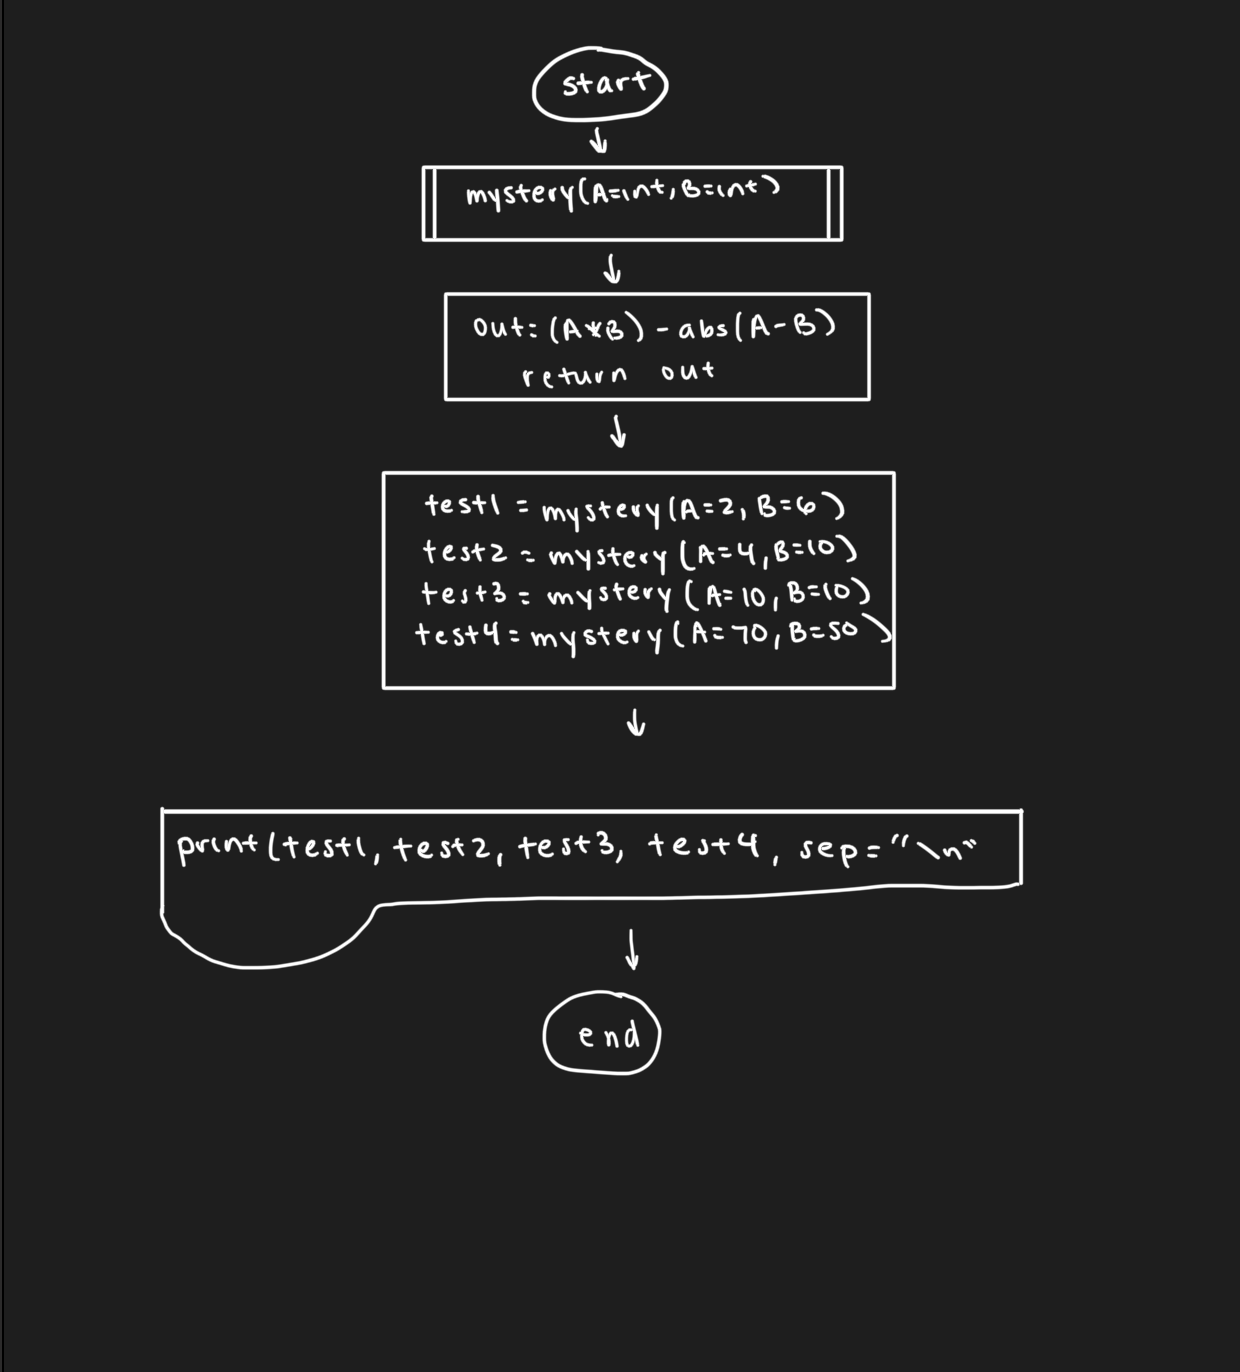 start
mystery(A=int, B=int)
out: (A*B) - abs(A-B)
return out
test1 = mystery(A=2, B=6)
test2 = mystery (A=4, B=10)
test3 = mystery (A=10, B=10)
test4 = mystery (A=70, B=50)
print(test1, test2, test3, test4, sep="\n"
end